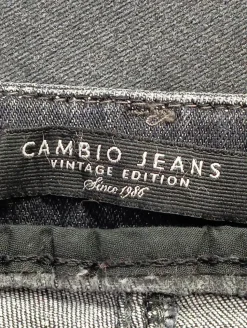 CAMBIO JEANS
VINTAGE EDITION
Since 1986